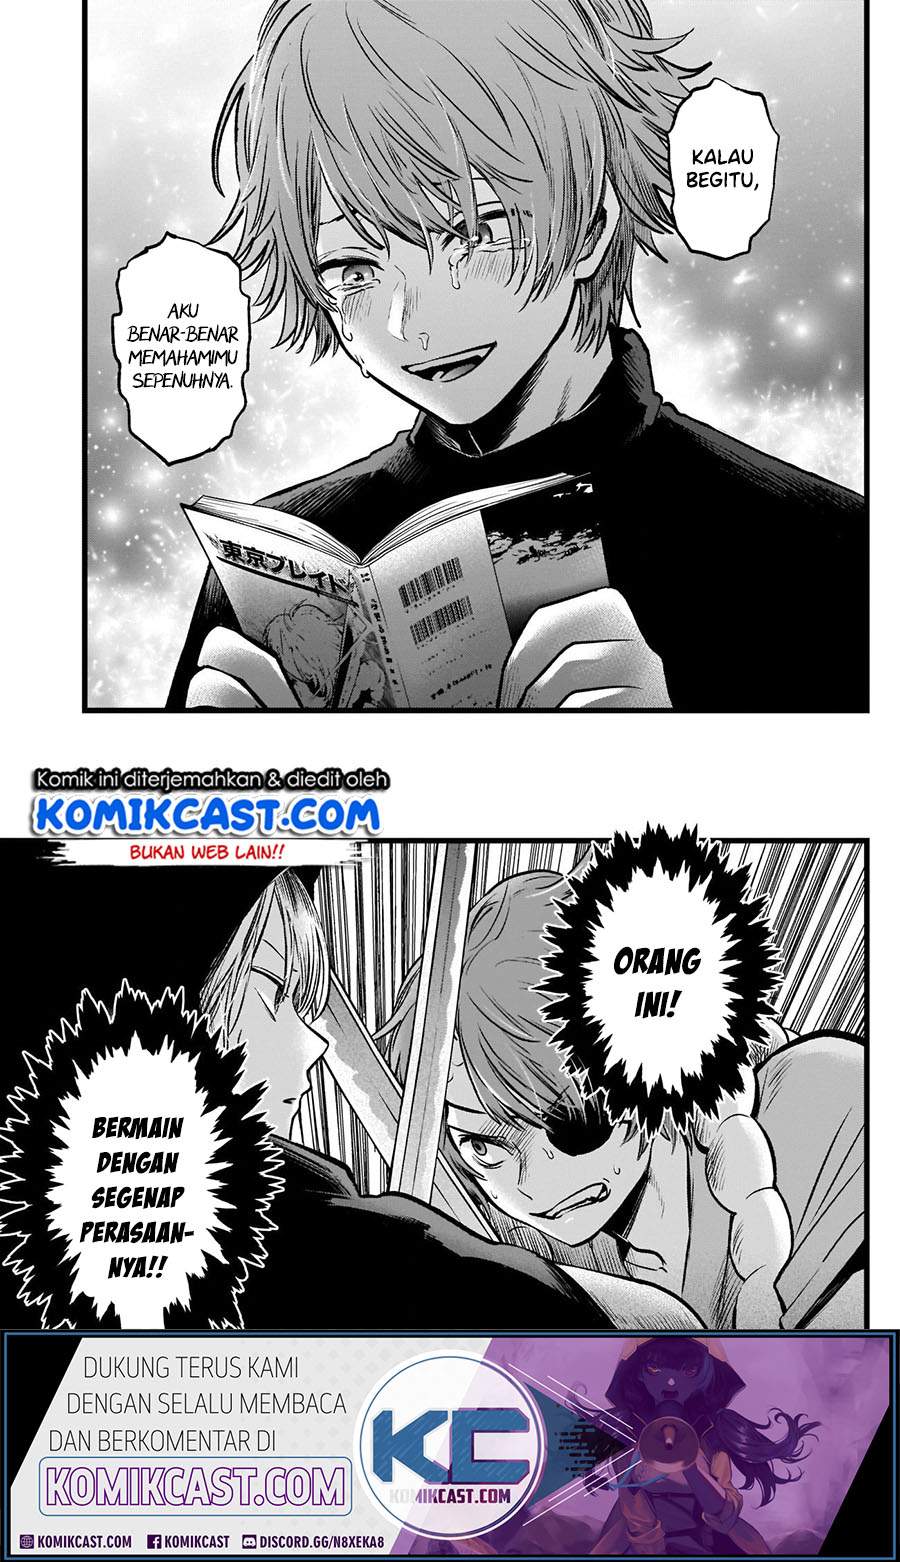 KALAU
BEGITU,
AKU
BENAR-BENAR
MEMAHAMIMU
SEPENUHNYA.
東京ブレイド
Komik ini diterjemahkan & diedit oleh
KOMIKCAST.COM
BUKAN WEB LAIN!!
ORANG
INI!
BERMAIN
DENGAN
SEGENAP
PERASAAN-
NYA!!
DUKUNG TERUS KAMI
DENGAN SELALU MEMBACA
DAN BERKOMENTAR DI
KOMIKCAST.COM
KOMIKCAST.COM FACEBOOK DISCORD.GG/N8XEKA8
KC
KOMIKCAST.COM